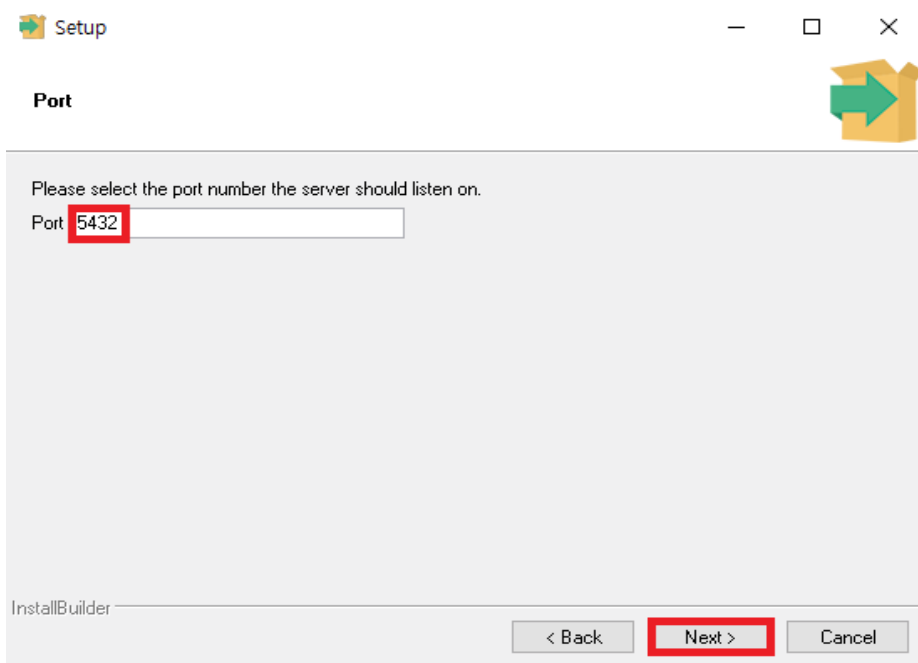 Setup
Port
Please select the port number the server should listen on.
Port 5432
InstallBuilder
< Back Next > Cancel